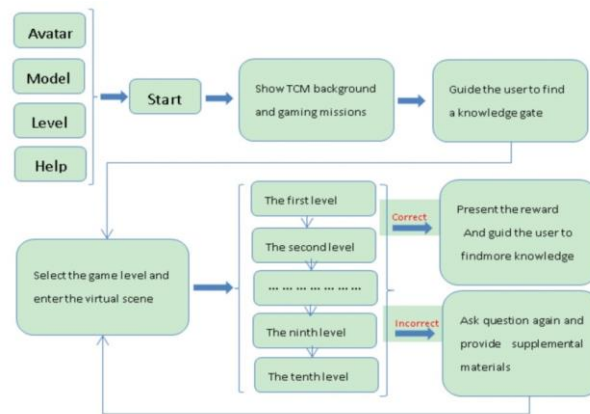 Avatar
Model
Level
Help
Start
Show TCM background
and gaming missions
Guide the user to find
a knowledge gate
Select the game level and
enter the virtual scene
The first level
The second level
… … … … … … …
The ninth level
The tenth level
Correct
Present the reward
And guid the user to
findmore knowledge
Incorrect
Ask question again and
provide supplemental
materials